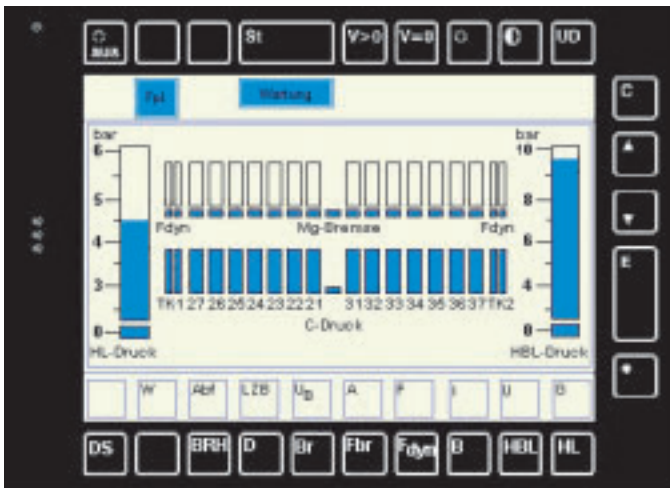 aus St V>0 V=0 UD
Fpl Wartung
C
bar bar
6 10
5 8
Fdyn Mg-Bremse Fdyn
4 6
E
3 4
TK1 27 26 25 24 23 22 21 31 32 33 34 35 36 37 TK2
C-Druck
0 0
HL-Druck HBL-Druck
W Abf LZB UB A F I U B
DS BRH D Br Fbr Fdyn B HBL HL